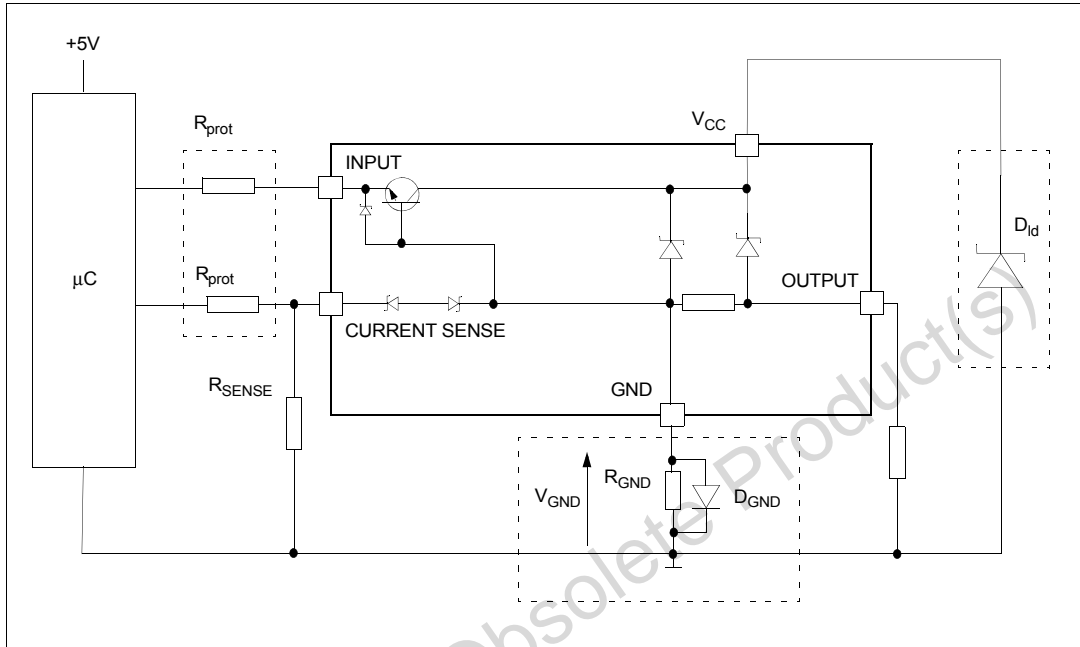 +5V
R_prot
V_CC
INPUT
D_ld
µC
R_prot
OUTPUT
CURRENT SENSE
R_SENSE
GND
V_GND
R_GND
D_GND
Obsolete Product(s)